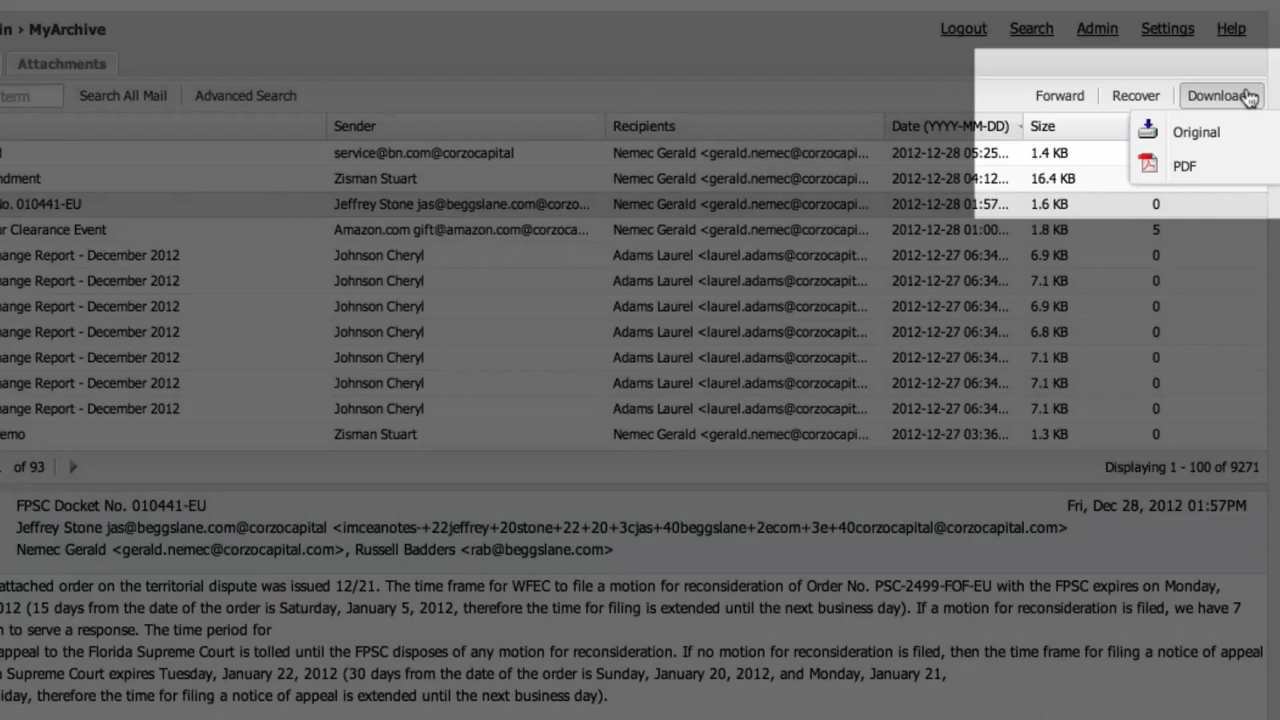 in › MyArchive Logout Search Admin Settings Help
Attachments
term Search All Mail Advanced Search Forward Recover Download
Sender Recipients Date (YYYY-MM-DD) Size
Original
PDF
service@bn.com@corzocapital Nemec Gerald <gerald.nemec@corzocapi... 2012-12-28 05:25... 1.4 KB
ndment Zisman Stuart Nemec Gerald <gerald.nemec@corzocapi... 2012-12-28 04:12... 16.4 KB
No. 010441-EU Jeffrey Stone jas@beggslane.com@corzo... Nemec Gerald <gerald.nemec@corzocapi... 2012-12-28 01:57... 1.6 KB 0
r Clearance Event Amazon.com gift@amazon.com@corzoca... Nemec Gerald <gerald.nemec@corzocapi... 2012-12-28 01:00... 1.8 KB 5
ange Report - December 2012 Johnson Cheryl Adams Laurel <laurel.adams@corzocapit... 2012-12-27 06:34... 6.9 KB 0
ange Report - December 2012 Johnson Cheryl Adams Laurel <laurel.adams@corzocapit... 2012-12-27 06:34... 7.1 KB 0
ange Report - December 2012 Johnson Cheryl Adams Laurel <laurel.adams@corzocapit... 2012-12-27 06:34... 6.9 KB 0
ange Report - December 2012 Johnson Cheryl Adams Laurel <laurel.adams@corzocapit... 2012-12-27 06:34... 6.8 KB 0
ange Report - December 2012 Johnson Cheryl Adams Laurel <laurel.adams@corzocapit... 2012-12-27 06:34... 7.1 KB 0
ange Report - December 2012 Johnson Cheryl Adams Laurel <laurel.adams@corzocapit... 2012-12-27 06:34... 7.1 KB 0
ange Report - December 2012 Johnson Cheryl Adams Laurel <laurel.adams@corzocapit... 2012-12-27 06:34... 7.1 KB 0
emo Zisman Stuart Nemec Gerald <gerald.nemec@corzocapi... 2012-12-27 03:36... 1.3 KB 0
of 93 Displaying 1 - 100 of 9271
FPSC Docket No. 010441-EU Fri, Dec 28, 2012 01:57PM
Jeffrey Stone jas@beggslane.com@corzocapital <imceanotes-+22jeffrey+20stone+22+20+3cjas+40beggslane+2ecom+3e+40corzocapital@corzocapital.com>
Nemec Gerald <gerald.nemec@corzocapital.com>, Russell Badders <rab@beggslane.com>
attached order on the territorial dispute was issued 12/21. The time frame for WFEC to file a motion for reconsideration of Order No. PSC-2499-FOF-EU with the FPSC expires on Monday,
012 (15 days from the date of the order is Saturday, January 5, 2012, therefore the time for filing is extended until the next business day). If a motion for reconsideration is filed, we have 7
n to serve a response. The time period for
appeal to the Florida Supreme Court is tolled until the FPSC disposes of any motion for reconsideration. If no motion for reconsideration is filed, then the time frame for filing a notice of appeal
Supreme Court expires Tuesday, January 22, 2012 (30 days from the date of the order is Sunday, January 20, 2012, and Monday, January 21,
iday, therefore the time for filing a notice of appeal is extended until the next business day).